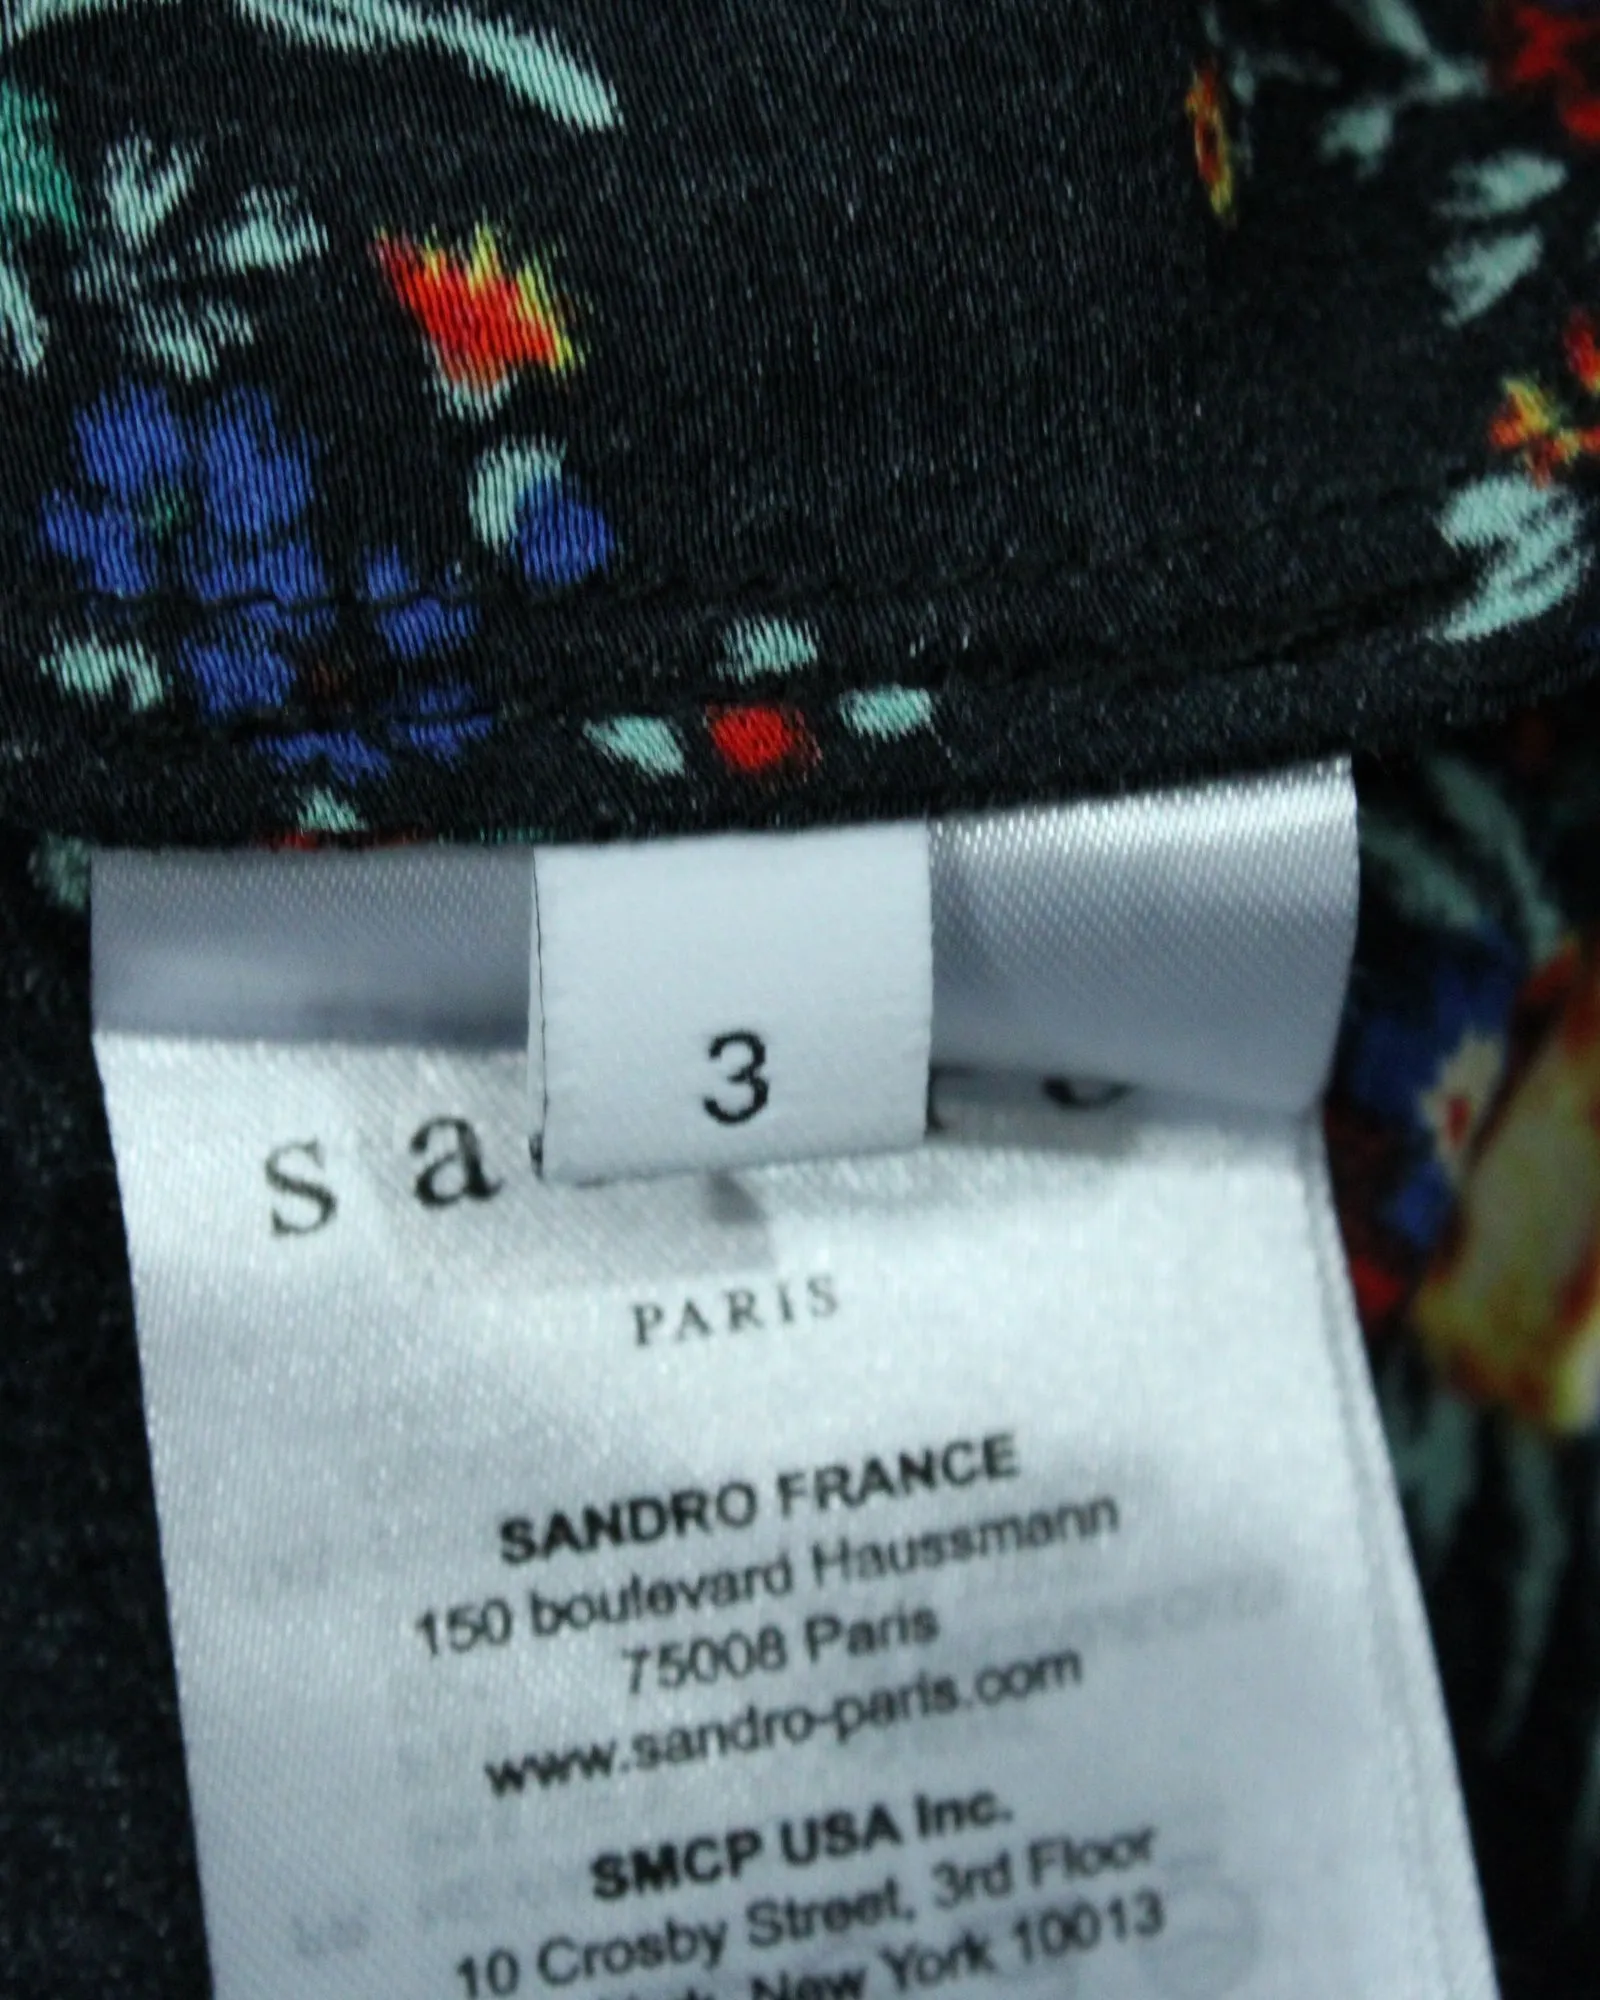 3
sa
PARIS
SANDRO FRANCE
150 boulevard Haussmann
75008 Paris
www.sandro-paris.com
SMCP USA Inc.
10 Crosby Street, 3rd Floor
New York 10013